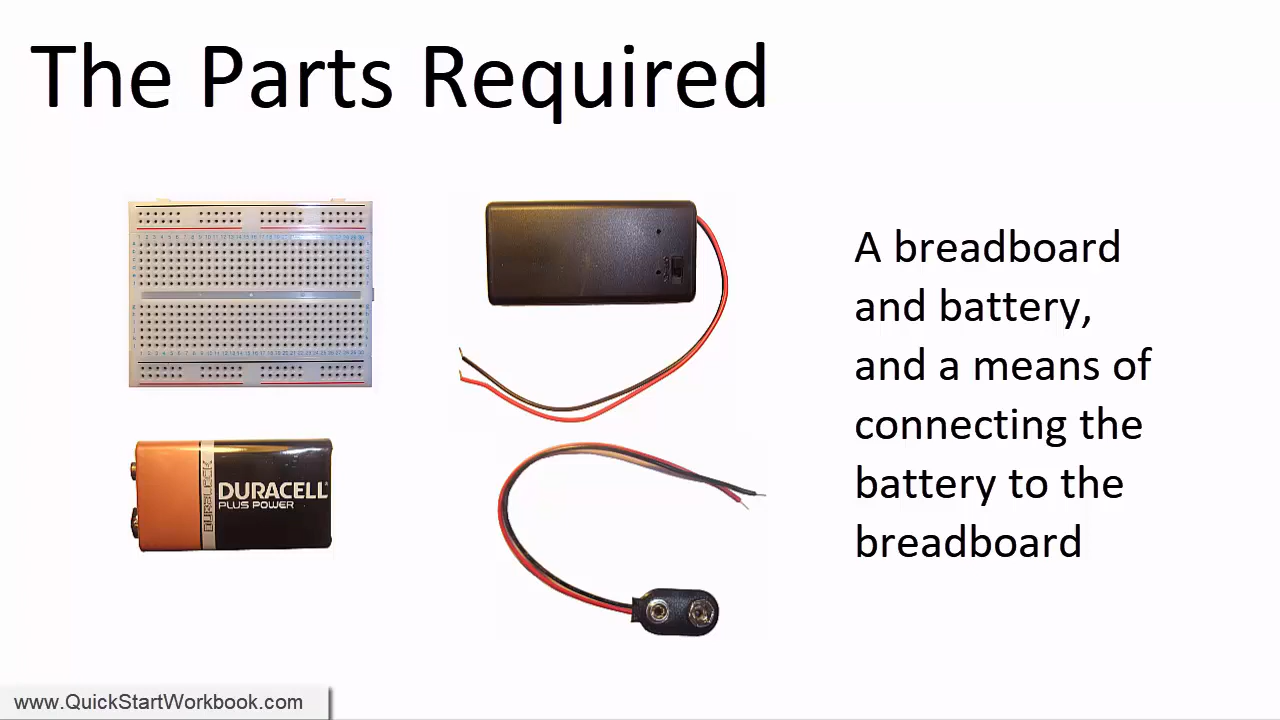 The Parts Required
A breadboard
and battery,
and a means of
connecting the
battery to the
breadboard
DURALOCK
DURACELL
PLUS POWER
www.QuickStartWorkbook.com